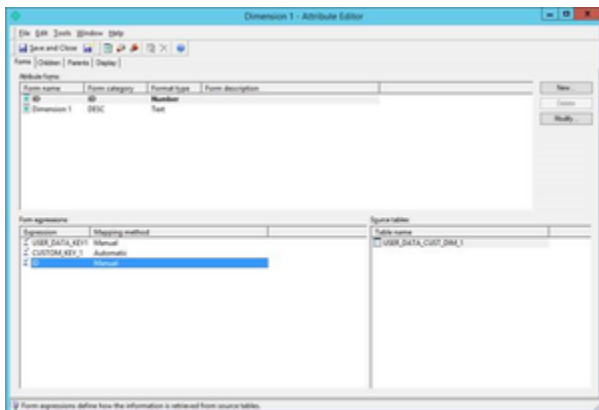 Dimension 1 - Attribute Editor
File Edit Tools Window Help
Save and Close
Forms Children Parents Display
Attribute forms:
Form name Form category Format type Form description
ID ID Number
Dimension 1 DESC Text
New...
Delete
Modify...
Form expressions: Source tables:
Expression Mapping method Table name
USER_DATA_KEY1 Manual USER_DATA_CUST_DIM_1
CUSTOM_KEY_1 Automatic
ID Manual
Form expressions define how the information is retrieved from source tables.